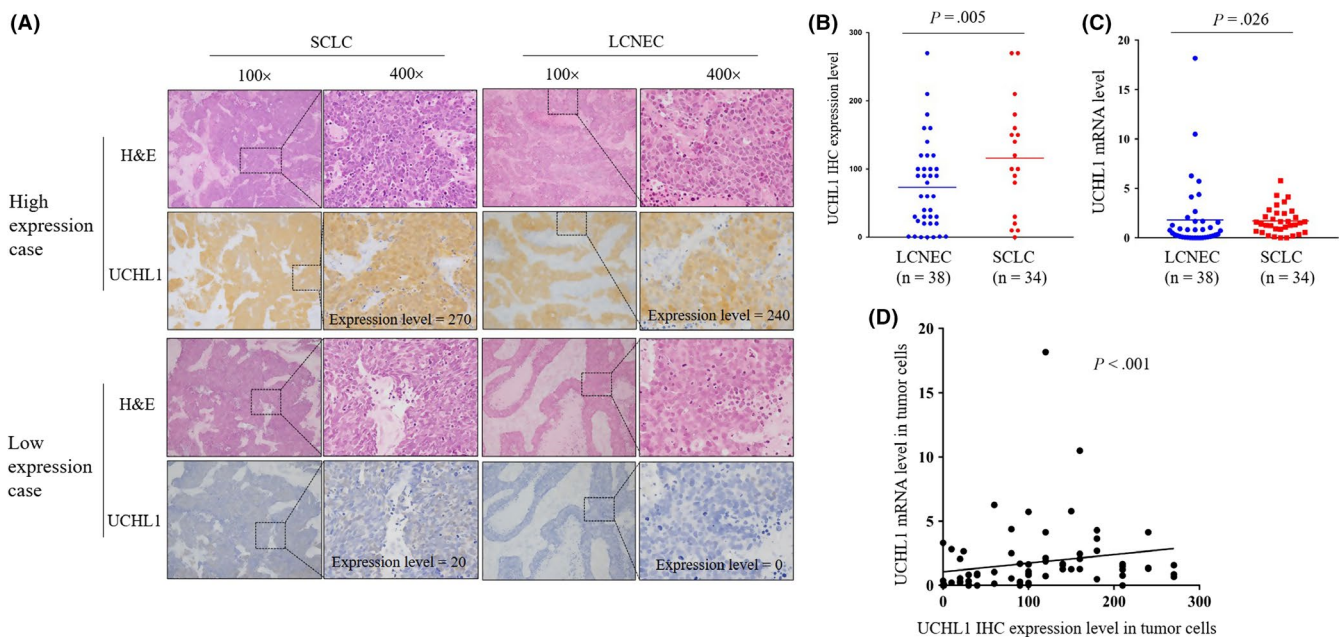 (A)
SCLC
LCNEC
100×
400×
100×
400×
High
expression
case
H&E
UCHL1
Expression level = 270
Expression level = 240
Low
expression
case
H&E
UCHL1
Expression level = 20
Expression level = 0
(B)
P = .005
UCHL1 IHC expression level
300
200
100
0
LCNEC
(n = 38)
SCLC
(n = 34)
(C)
P = .026
UCHL1 mRNA level
20
15
10
5
0
LCNEC
(n = 38)
SCLC
(n = 34)
(D)
P < .001
UCHL1 mRNA level in tumor cells
20
15
10
5
0
0
100
200
300
UCHL1 IHC expression level in tumor cells